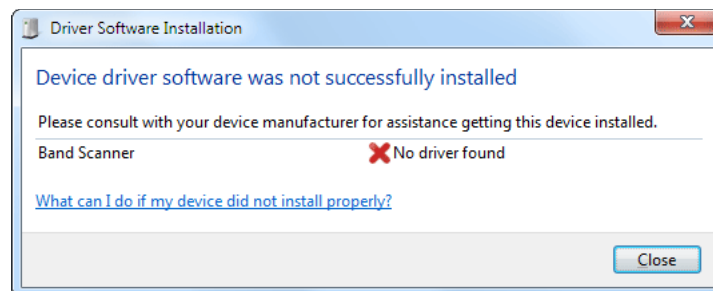 Driver Software Installation
Device driver software was not successfully installed
Please consult with your device manufacturer for assistance getting this device installed.
Band Scanner No driver found
What can I do if my device did not install properly?
Close